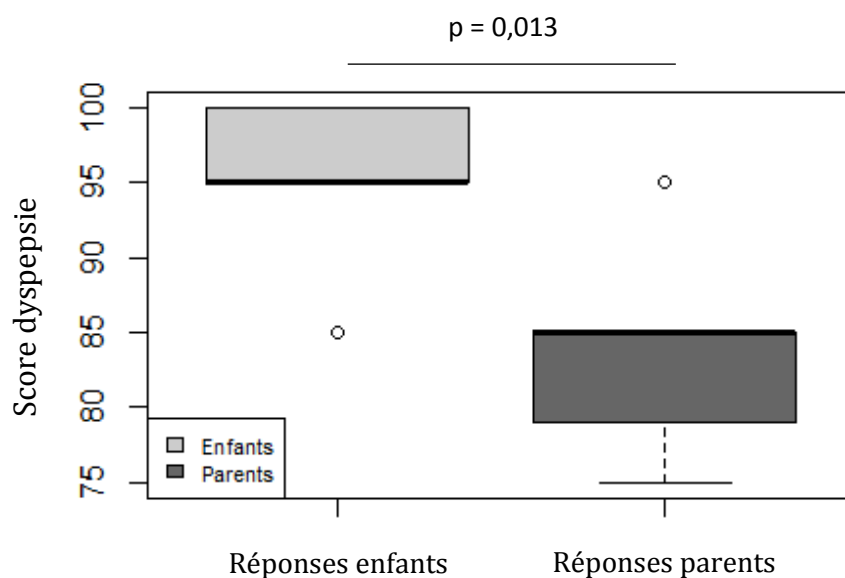 p = 0,013
Score dyspepsie
100
95
90
85
80
75
Enfants
Parents
Réponses enfants
Réponses parents